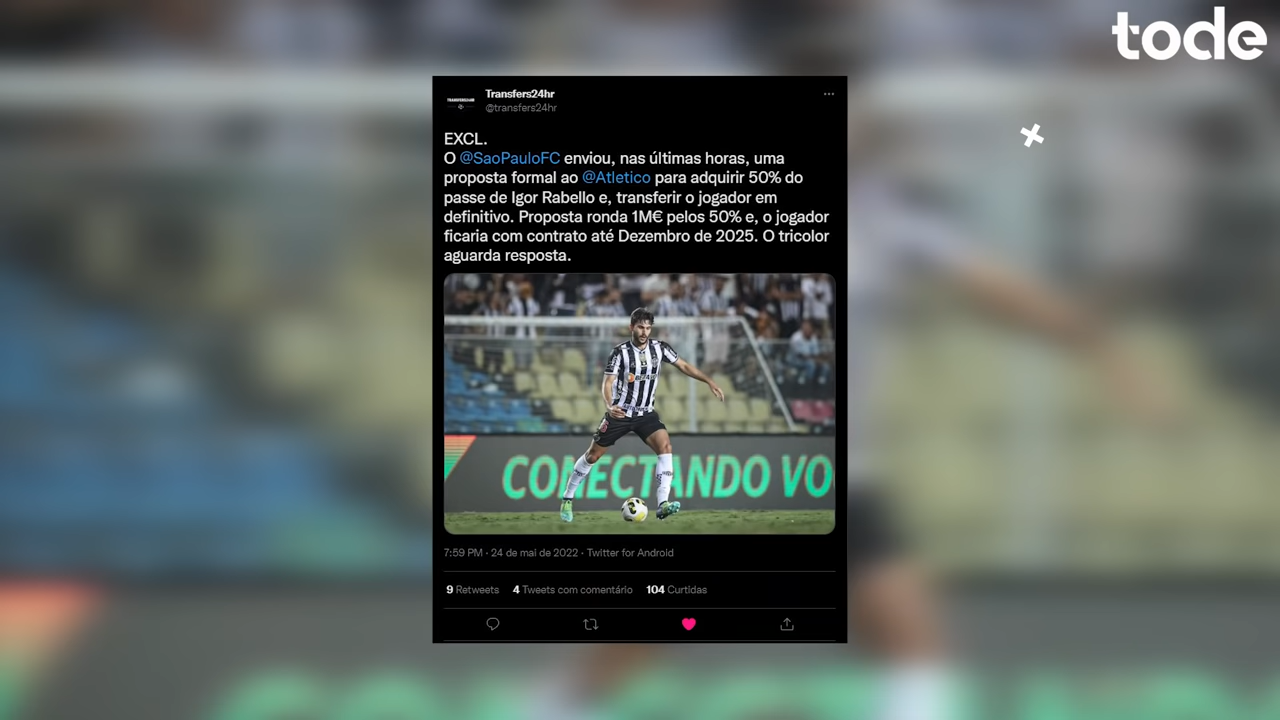 tode
Transfers24hr
@transfers24hr
EXCL.
O @SaoPauloFC enviou, nas últimas horas, uma
proposta formal ao @Atletico para adquirir 50% do
passe de Igor Rabello e, transferir o jogador em
definitivo. Proposta ronda 1M€ pelos 50% e, o jogador
ficaria com contrato até Dezembro de 2025. O tricolor
aguarda resposta.
CONECTANDO VO
7:59 PM · 24 de mai de 2022 · Twitter for Android
9 Retweets 4 Tweets com comentário 104 Curtidas